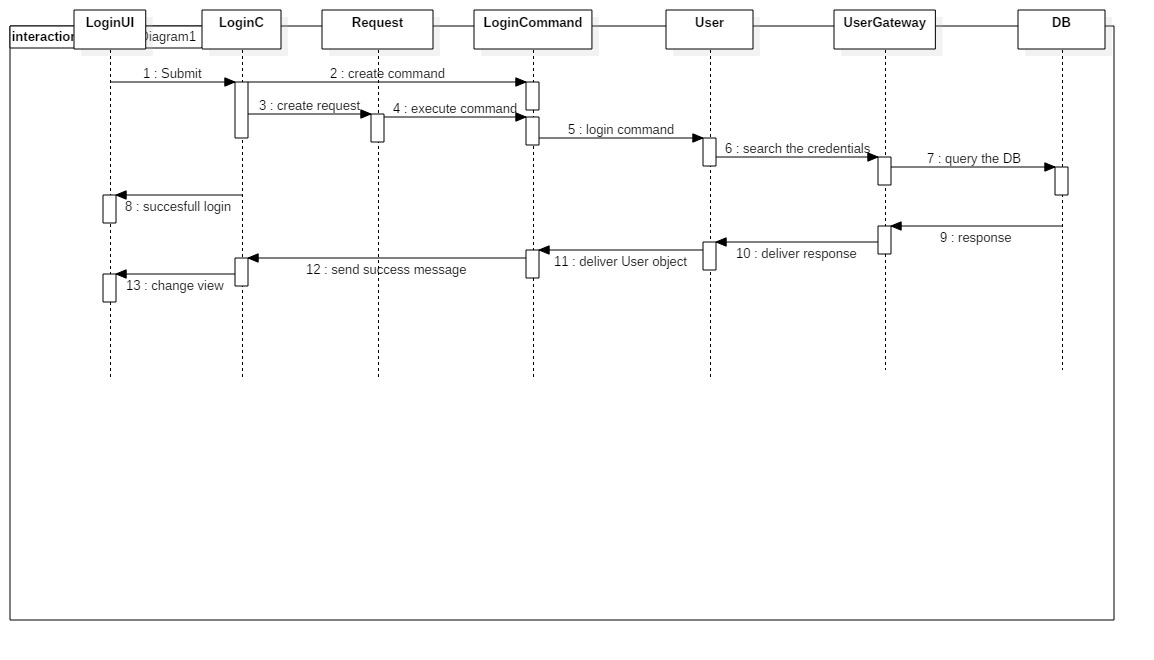 LoginUI
LoginC
Request
LoginCommand
User
UserGateway
DB
interaction
Diagram1
1 : Submit
2 : create command
3 : create request
4 : execute command
5 : login command
6 : search the credentials
7 : query the DB
8 : succesfull login
9 : response
10 : deliver response
11 : deliver User object
12 : send success message
13 : change view